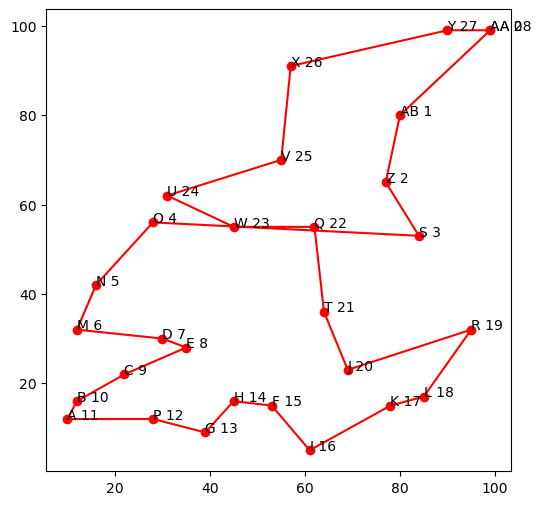 100
Y 27
AA 0
AA 28
X 26
80
AB 1
V 25
Z 2
60
U 24
O 4
W 23
Q 22
S 3
40
N 5
M 6
D 7
E 8
T 21
R 19
C 9
J 20
20
B 10
A 11
P 12
G 13
H 14
F 15
I 16
K 17
L 18
20
40
60
80
100